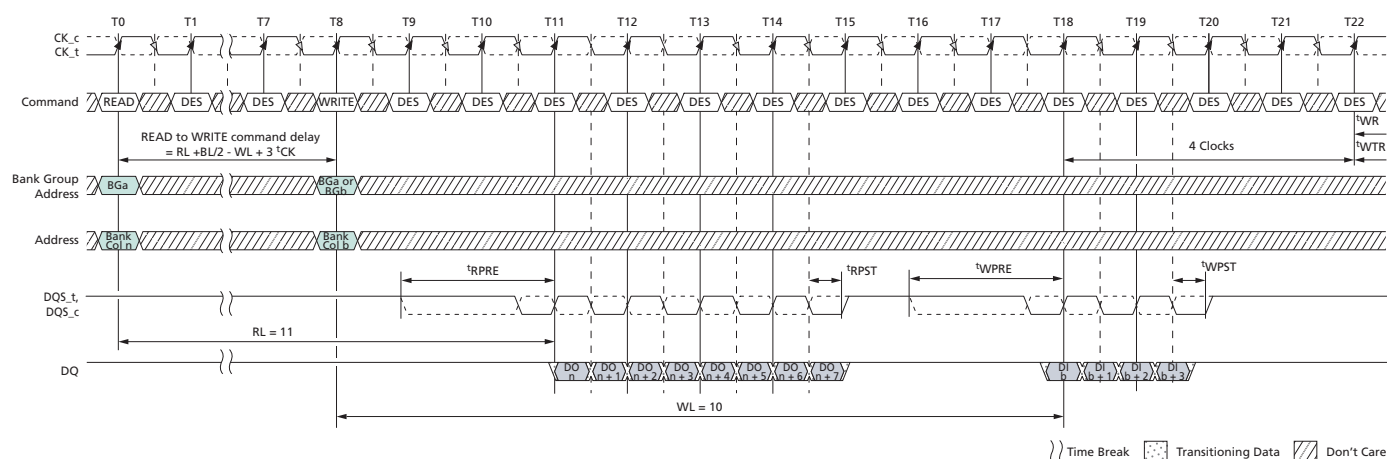 T0 T1 T7 T8 T9 T10 T11 T12 T13 T14 T15 T16 T17 T18 T19 T20 T21 T22
CK_c
CK_t
Command READ DES DES WRITE DES DES DES DES DES DES DES DES DES DES DES DES DES DES
tWR
READ to WRITE command delay
= RL +BL/2 - WL + 3 tCK
4 Clocks
tWTR
Bank Group
Address
BGa
BGa or
BGb
Address
Bank
Col n
Bank
Col b
tRPRE tRPST tWPRE tWPST
DQS_t,
DQS_c
RL = 11
DQ
DO
n
DO
n + 1
DO
n + 2
DO
n + 3
DO
n + 4
DO
n + 5
DO
n + 6
DO
n + 7
DI
b
DI
b + 1
DI
b + 2
DI
b + 3
WL = 10
Time Break Transitioning Data Don't Care